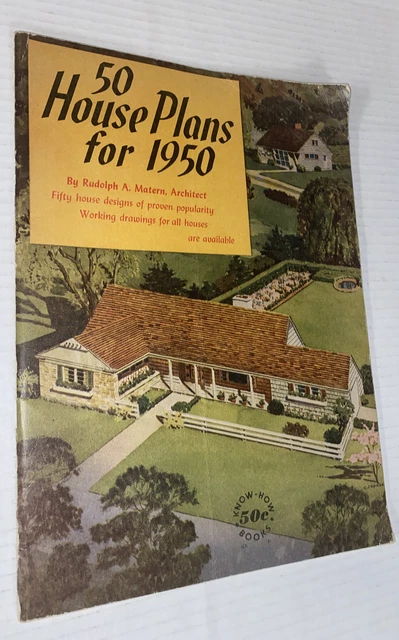 50
House Plans
for 1950
By Rudolph A. Matern, Architect
Fifty house designs of proven popularity
Working drawings for all houses
are available
KNOW-HOW
50c
BOOKS